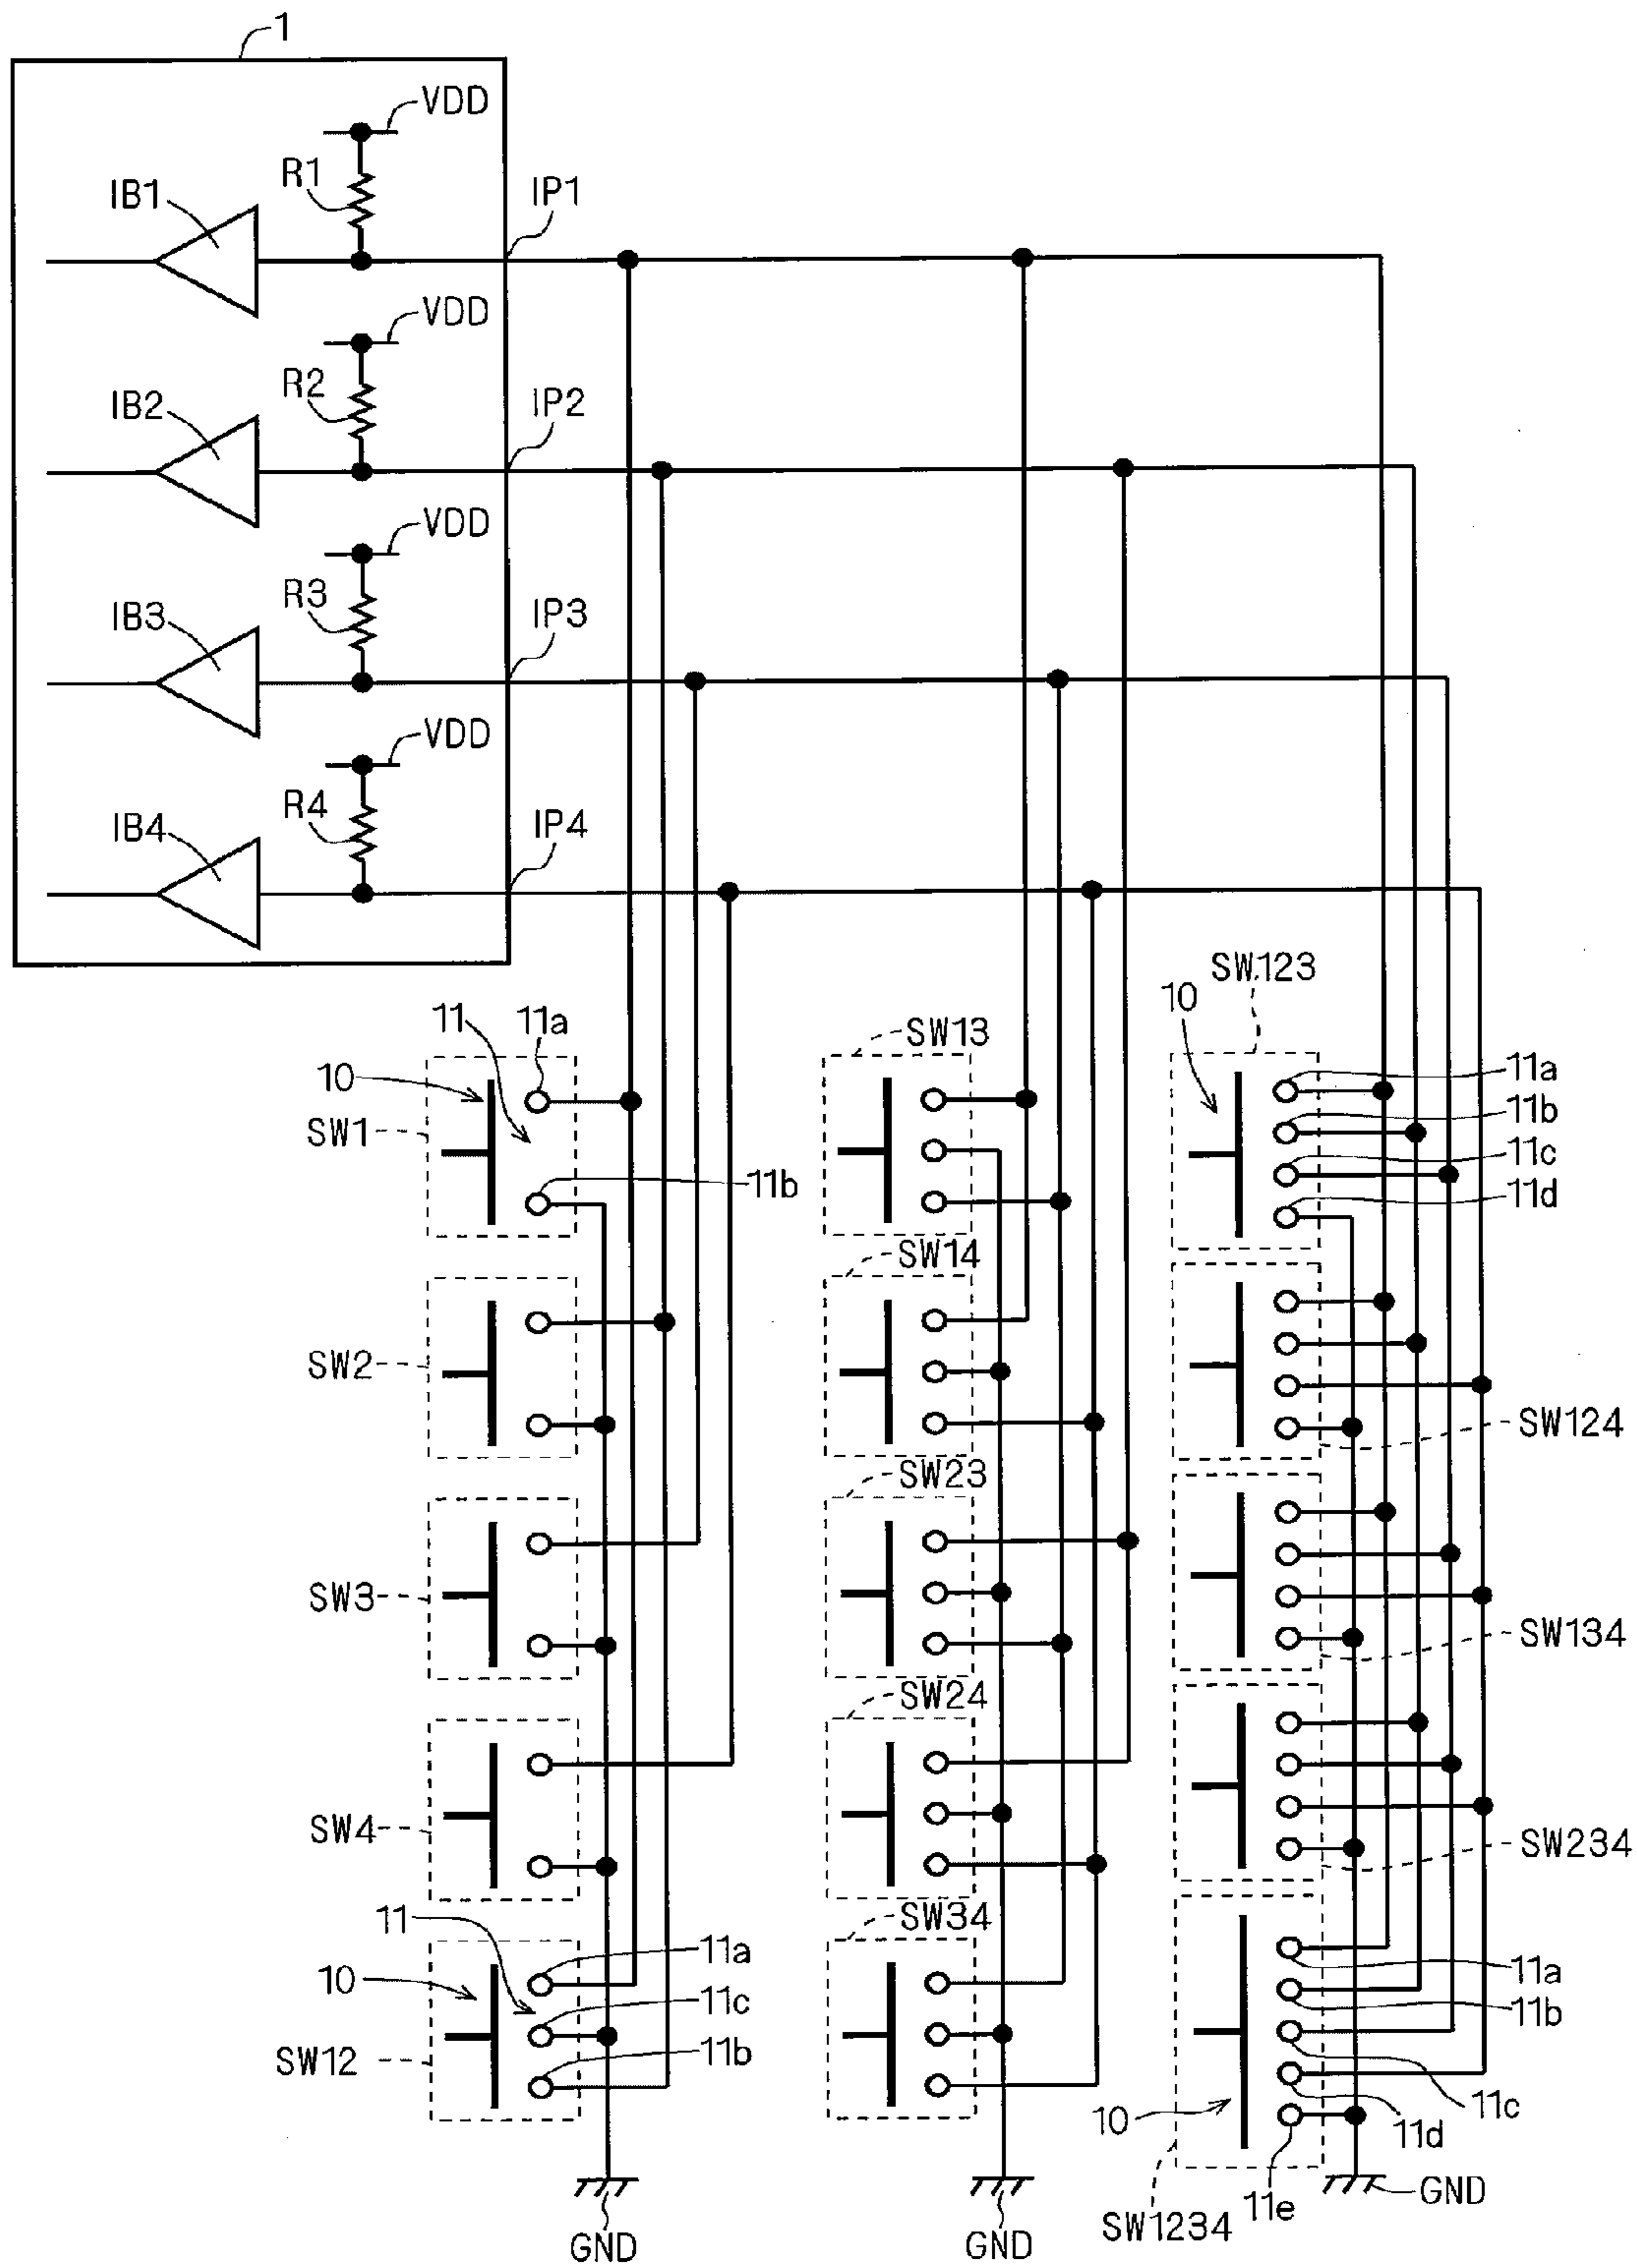 1
VDD
R1
IB1
IP1
VDD
R2
IB2
IP2
VDD
R3
IB3
IP3
VDD
R4
IB4
IP4
SW123
10
11
11a
SW13
10
SW1
11a
11b
11c
11d
11b
SW14
SW2
SW124
SW23
SW3
SW134
SW24
SW4
SW234
11
SW34
11a
10
11c
11a
11b
11b
SW12
11c
10
11d
11e
GND
SW1234
GND
GND